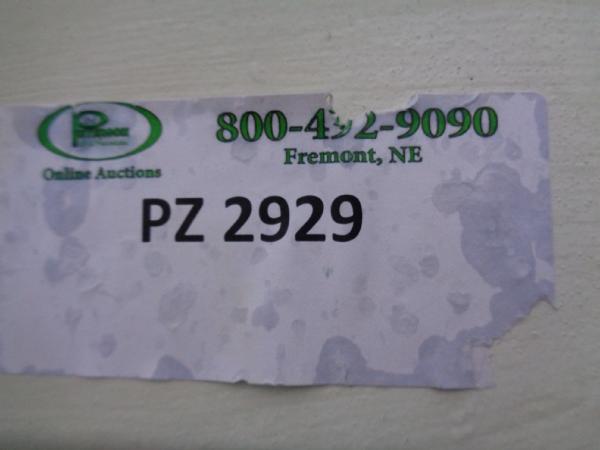 800-492-9090
Fremont, NE
Online Auctions
PZ 2929